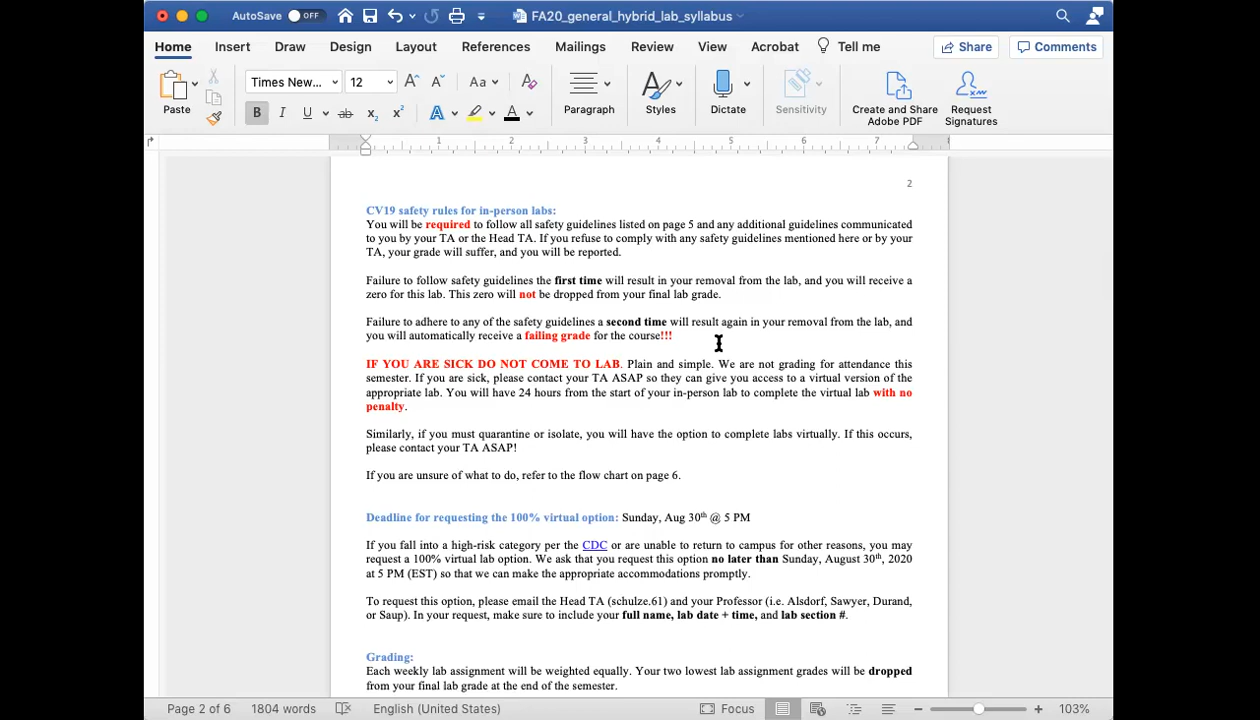 AutoSave OFF FA20_general_hybrid_lab_syllabus
Home Insert Draw Design Layout References Mailings Review View Acrobat Tell me Share Comments
Times New... 12 Aa
Paste B I U ab x₂ x² A A Paragraph Styles Dictate Sensitivity Create and Share Adobe PDF Request Signatures
1 2 3 4 5 6 7
2
CV19 safety rules for in-person labs:
You will be required to follow all safety guidelines listed on page 5 and any additional guidelines communicated
to you by your TA or the Head TA. If you refuse to comply with any safety guidelines mentioned here or by your
TA, your grade will suffer, and you will be reported.
Failure to follow safety guidelines the first time will result in your removal from the lab, and you will receive a
zero for this lab. This zero will not be dropped from your final lab grade.
Failure to adhere to any of the safety guidelines a second time will result again in your removal from the lab, and
you will automatically receive a failing grade for the course!!!
IF YOU ARE SICK DO NOT COME TO LAB. Plain and simple. We are not grading for attendance this
semester. If you are sick, please contact your TA ASAP so they can give you access to a virtual version of the
appropriate lab. You will have 24 hours from the start of your in-person lab to complete the virtual lab with no
penalty.
Similarly, if you must quarantine or isolate, you will have the option to complete labs virtually. If this occurs,
please contact your TA ASAP!
If you are unsure of what to do, refer to the flow chart on page 6.
Deadline for requesting the 100% virtual option: Sunday, Aug 30th @ 5 PM
If you fall into a high-risk category per the CDC or are unable to return to campus for other reasons, you may
request a 100% virtual lab option. We ask that you request this option no later than Sunday, August 30th, 2020
at 5 PM (EST) so that we can make the appropriate accommodations promptly.
To request this option, please email the Head TA (schulze.61) and your Professor (i.e. Alsdorf, Sawyer, Durand,
or Saup). In your request, make sure to include your full name, lab date + time, and lab section #.
Grading:
Each weekly lab assignment will be weighted equally. Your two lowest lab assignment grades will be dropped
from your final lab grade at the end of the semester.
Page 2 of 6 1804 words English (United States) Focus 103%